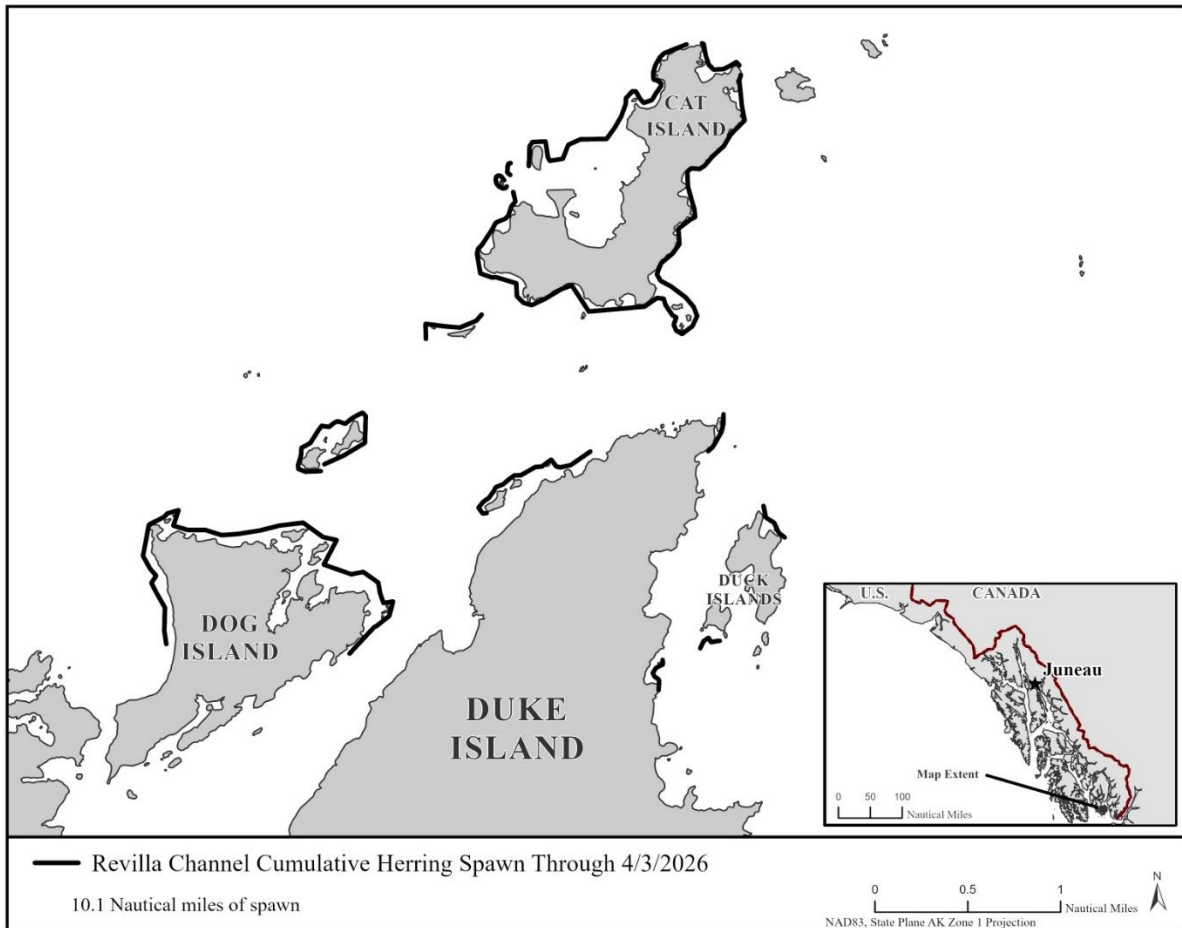 CAT
ISLAND
DUCK
ISLANDS
DOG
ISLAND
DUKE
ISLAND
U.S.
CANADA
Juneau
Map Extent
0 50 100
Nautical Miles
Revilla Channel Cumulative Herring Spawn Through 4/3/2026
10.1 Nautical miles of spawn
N
0 0.5 1
Nautical Miles
NAD83, State Plane AK Zone 1 Projection